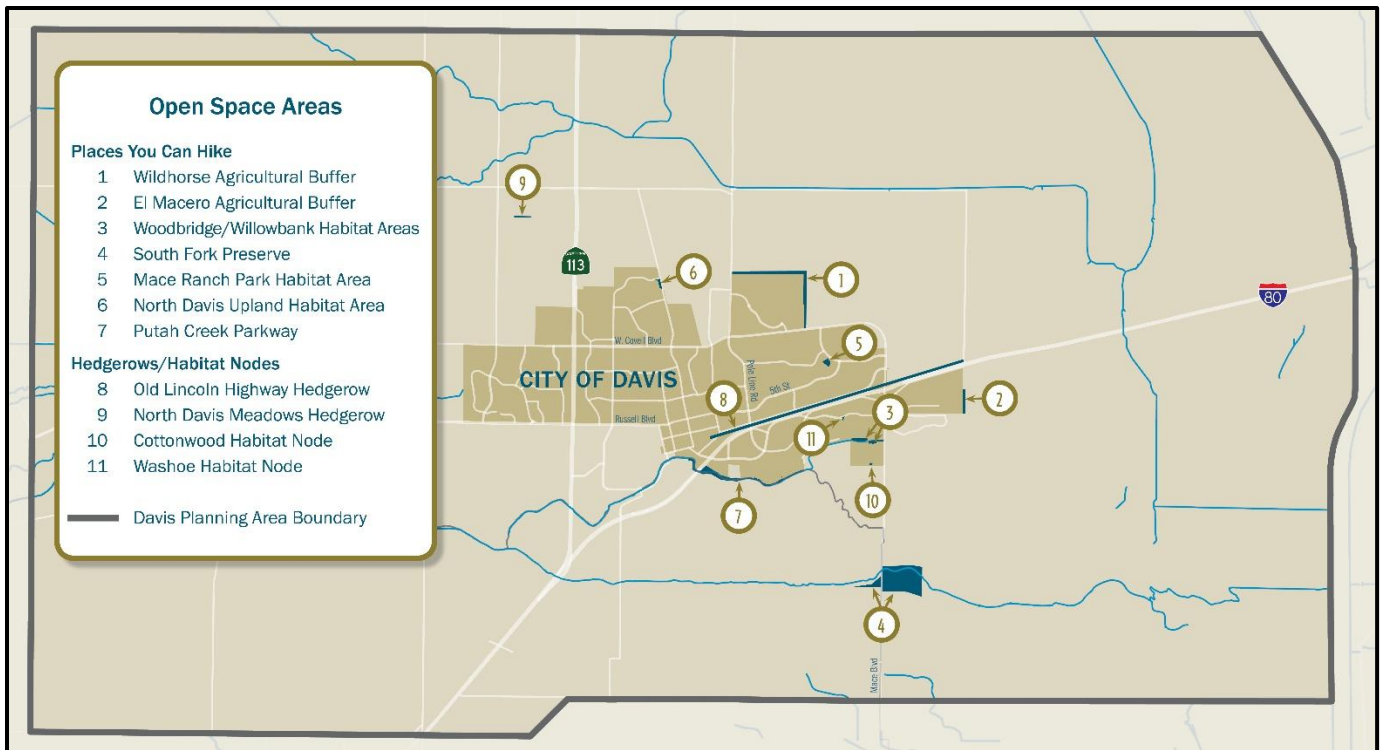 Open Space Areas
Places You Can Hike
1 Wildhorse Agricultural Buffer
2 El Macero Agricultural Buffer
3 Woodbridge/Willowbank Habitat Areas
4 South Fork Preserve
5 Mace Ranch Park Habitat Area
6 North Davis Upland Habitat Area
7 Putah Creek Parkway
Hedgerows/Habitat Nodes
8 Old Lincoln Highway Hedgerow
9 North Davis Meadows Hedgerow
10 Cottonwood Habitat Node
11 Washoe Habitat Node
Davis Planning Area Boundary
9
113
6
1
80
W. Covell Blvd
5
CITY OF DAVIS
Pole Line Rd
5th St
8
2
Russell Blvd
3
11
10
7
4
Mace Blvd